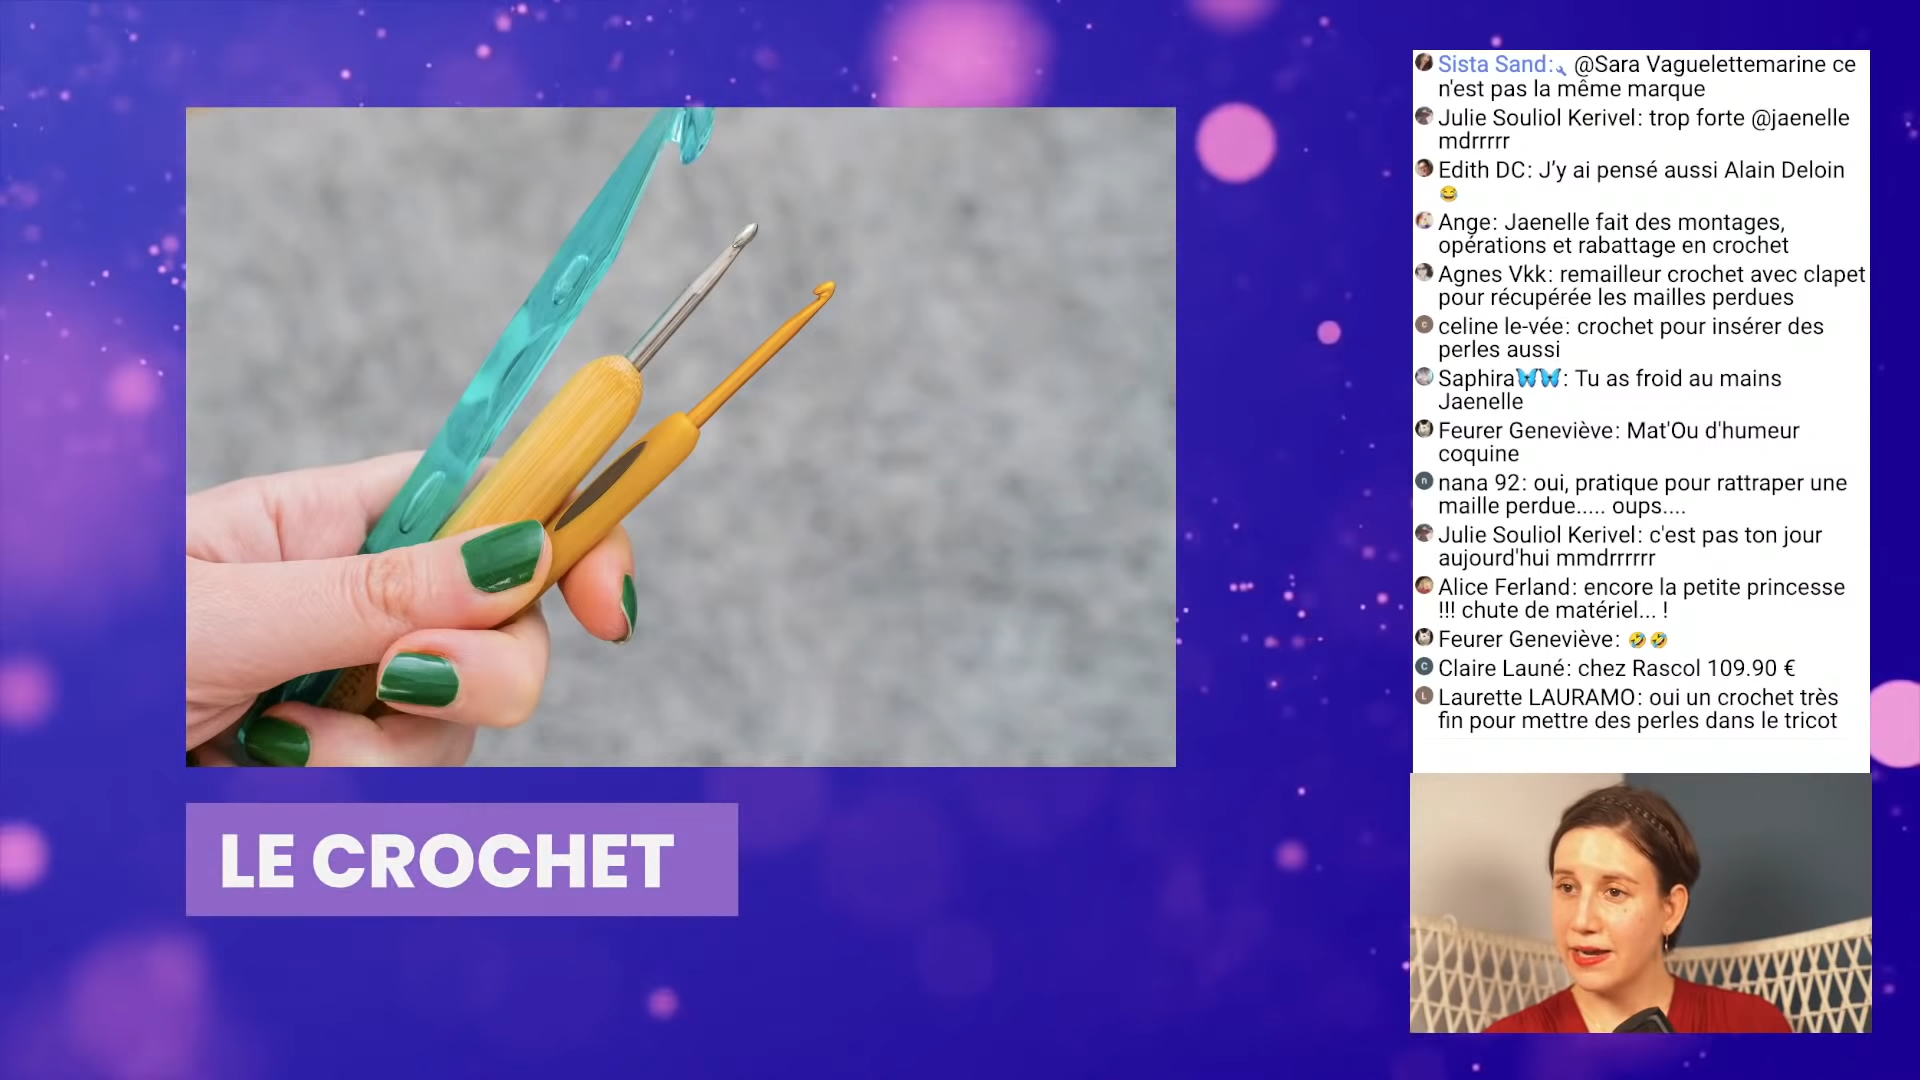 Sista Sand: @Sara Vaguelettemarine ce
n'est pas la même marque
Julie Souliol Kerivel: trop forte @jaenelle
mdrrrrr
Edith DC: J'y ai pensé aussi Alain Deloin
😂
Ange: Jaenelle fait des montages,
opérations et rabattage en crochet
Agnes Vkk: remailleur crochet avec clapet
pour récupérée les mailles perdues
celine le-vée: crochet pour insérer des
perles aussi
Saphira🦋🦋: Tu as froid au mains
Jaenelle
Feurer Geneviève: Mat'Ou d'humeur
coquine
nana 92: oui, pratique pour rattraper une
maille perdue..... oups....
Julie Souliol Kerivel: c'est pas ton jour
aujourd'hui mmdrrrrrr
Alice Ferland: encore la petite princesse
!!! chute de matériel... !
Feurer Geneviève: 🤣🤣
Claire Launé: chez Rascol 109.90 €
Laurette LAURAMO: oui un crochet très
fin pour mettre des perles dans le tricot
LE CROCHET